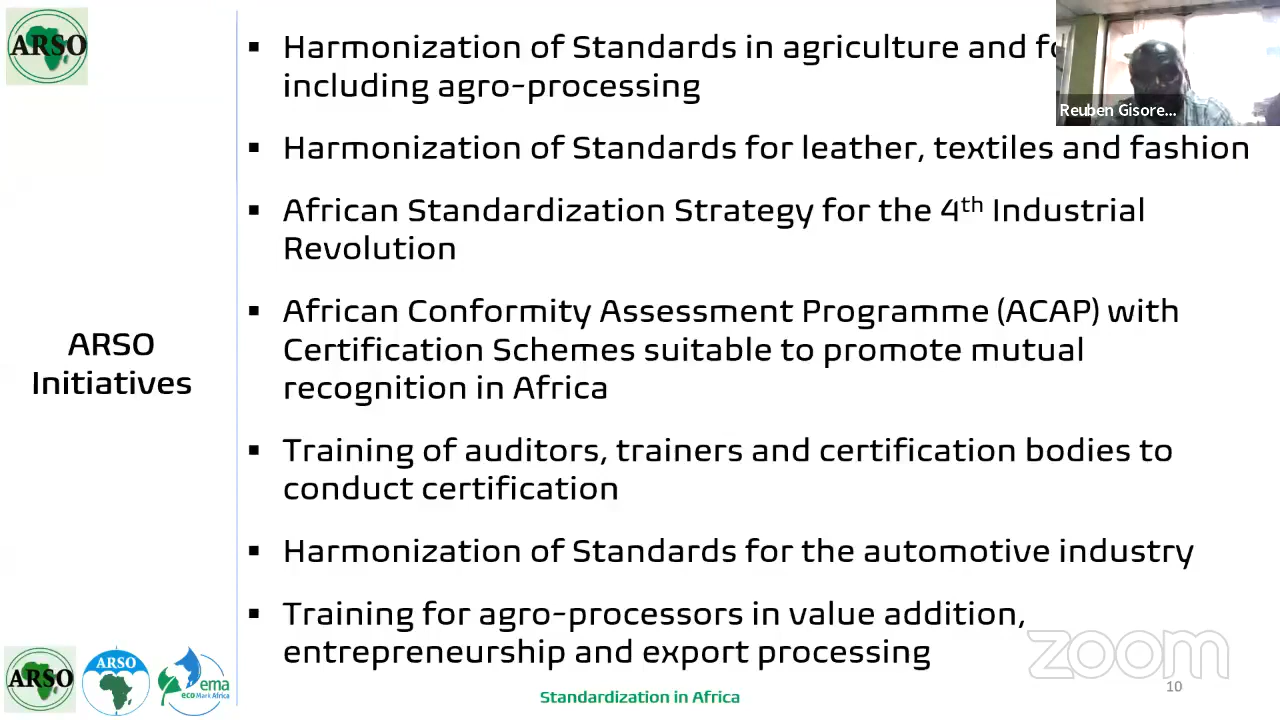 ARSO
▪ Harmonization of Standards in agriculture and
including agro-processing
Reuben Gisore...
▪ Harmonization of Standards for leather, textiles and fashion
▪ African Standardization Strategy for the 4th Industrial
Revolution
▪ African Conformity Assessment Programme (ACAP) with
Certification Schemes suitable to promote mutual
recognition in Africa
ARSO
Initiatives
▪ Training of auditors, trainers and certification bodies to
conduct certification
▪ Harmonization of Standards for the automotive industry
▪ Training for agro-processors in value addition,
entrepreneurship and export processing
zoom
ARSO
ARSO
ema
eco Mark Africa
Standardization in Africa
10